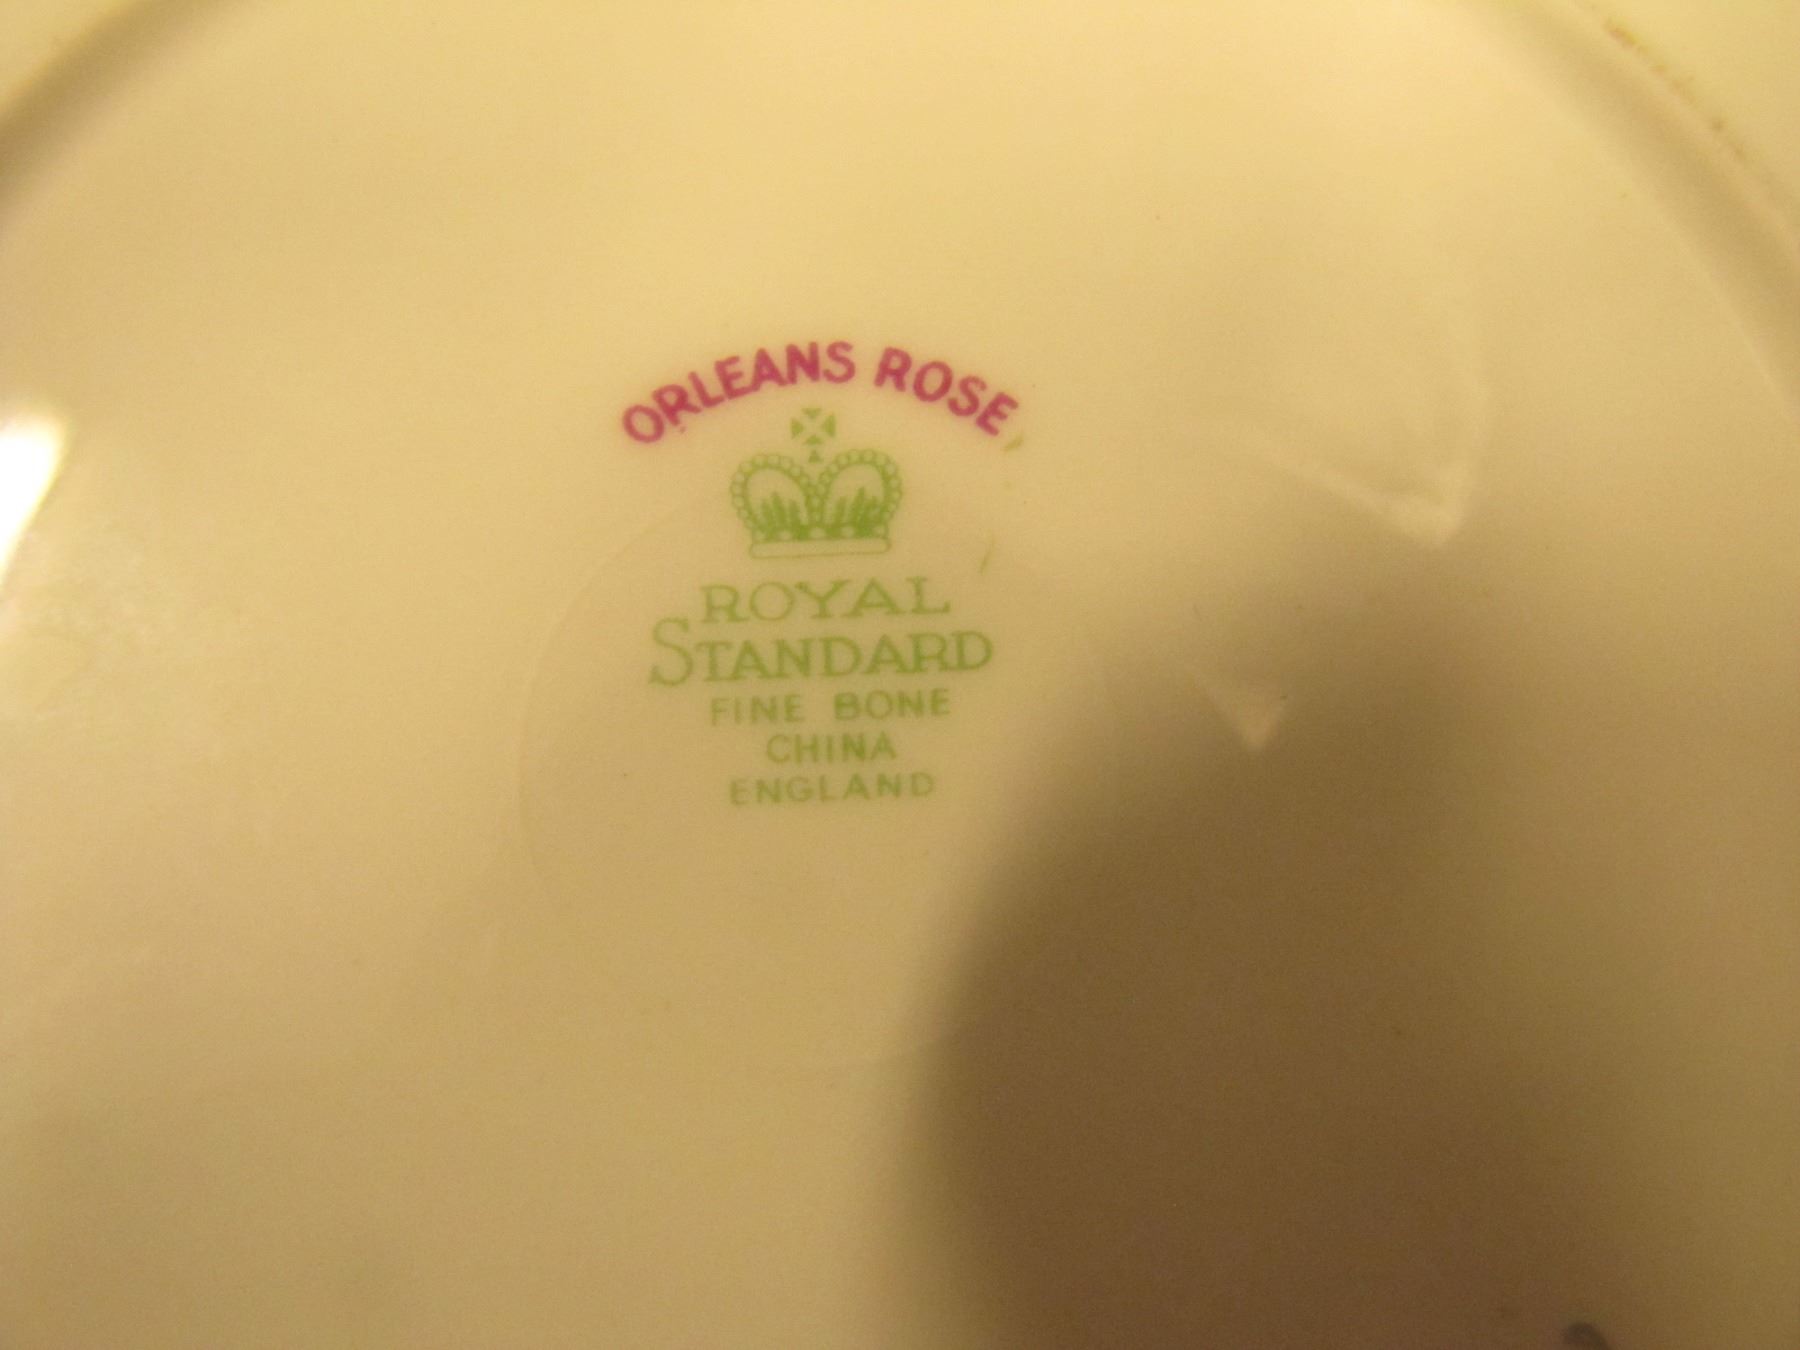 ORLEANS ROSE
ROYAL
STANDARD
FINE BONE
CHINA
ENGLAND